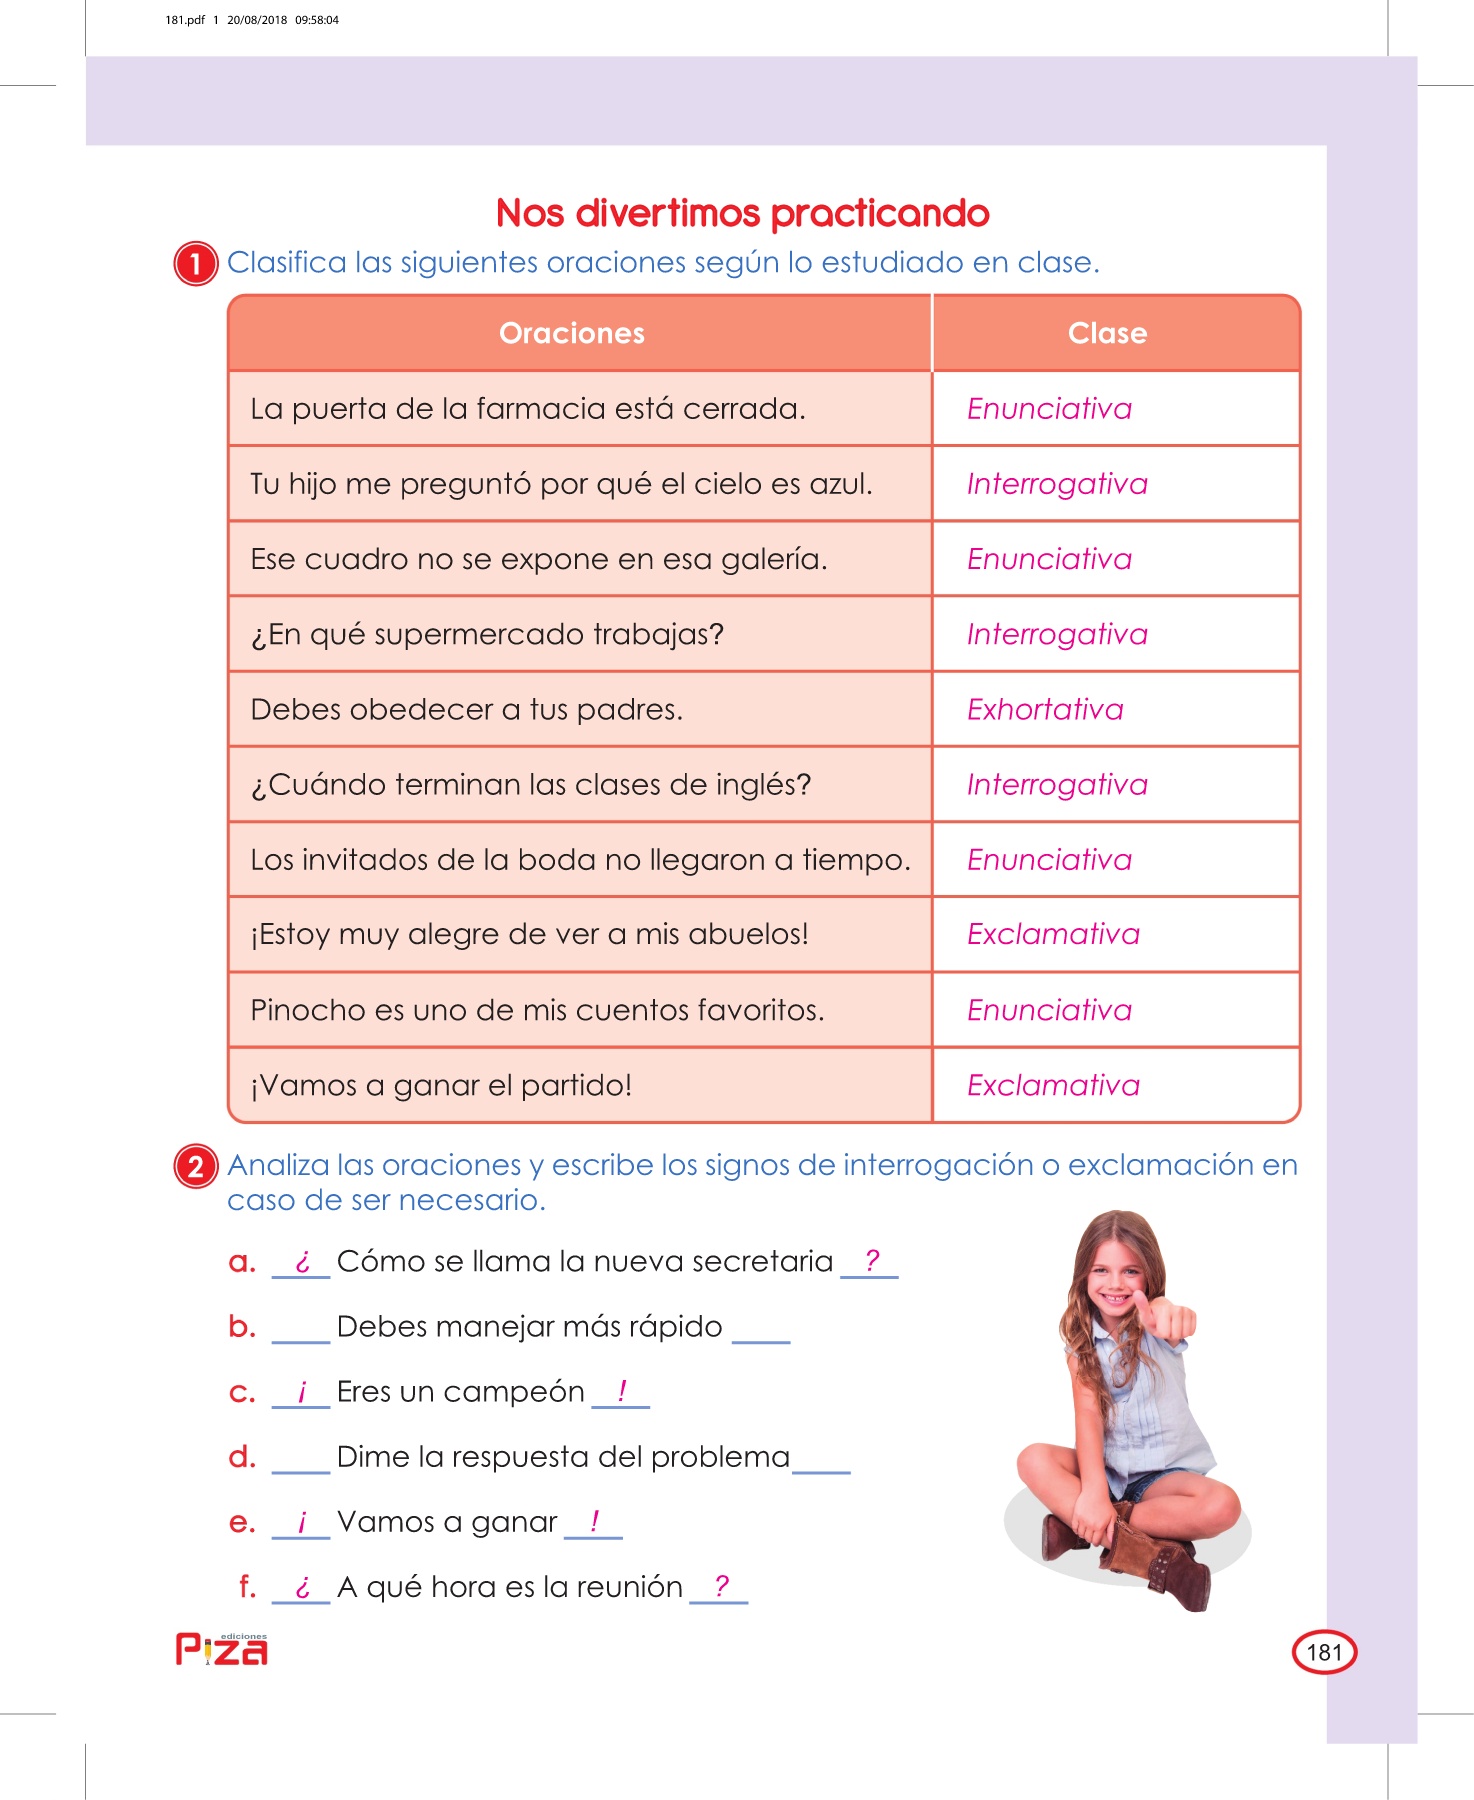 181.pdf 1 20/08/2018 09:58:04
Nos divertimos practicando
1 Clasifica las siguientes oraciones según lo estudiado en clase.
Oraciones Clase
La puerta de la farmacia está cerrada. Enunciativa
Tu hijo me preguntó por qué el cielo es azul. Interrogativa
Ese cuadro no se expone en esa galería. Enunciativa
¿En qué supermercado trabajas? Interrogativa
Debes obedecer a tus padres. Exhortativa
¿Cuándo terminan las clases de inglés? Interrogativa
Los invitados de la boda no llegaron a tiempo. Enunciativa
¡Estoy muy alegre de ver a mis abuelos! Exclamativa
Pinocho es uno de mis cuentos favoritos. Enunciativa
¡Vamos a ganar el partido! Exclamativa
2 Analiza las oraciones y escribe los signos de interrogación o exclamación en
caso de ser necesario.
a. ¿ Cómo se llama la nueva secretaria ?
b. ____ Debes manejar más rápido ____
c. ¡ Eres un campeón !
d. ____ Dime la respuesta del problema____
e. ¡ Vamos a ganar !
f. ¿ A qué hora es la reunión ?
ediciones
Piza
181